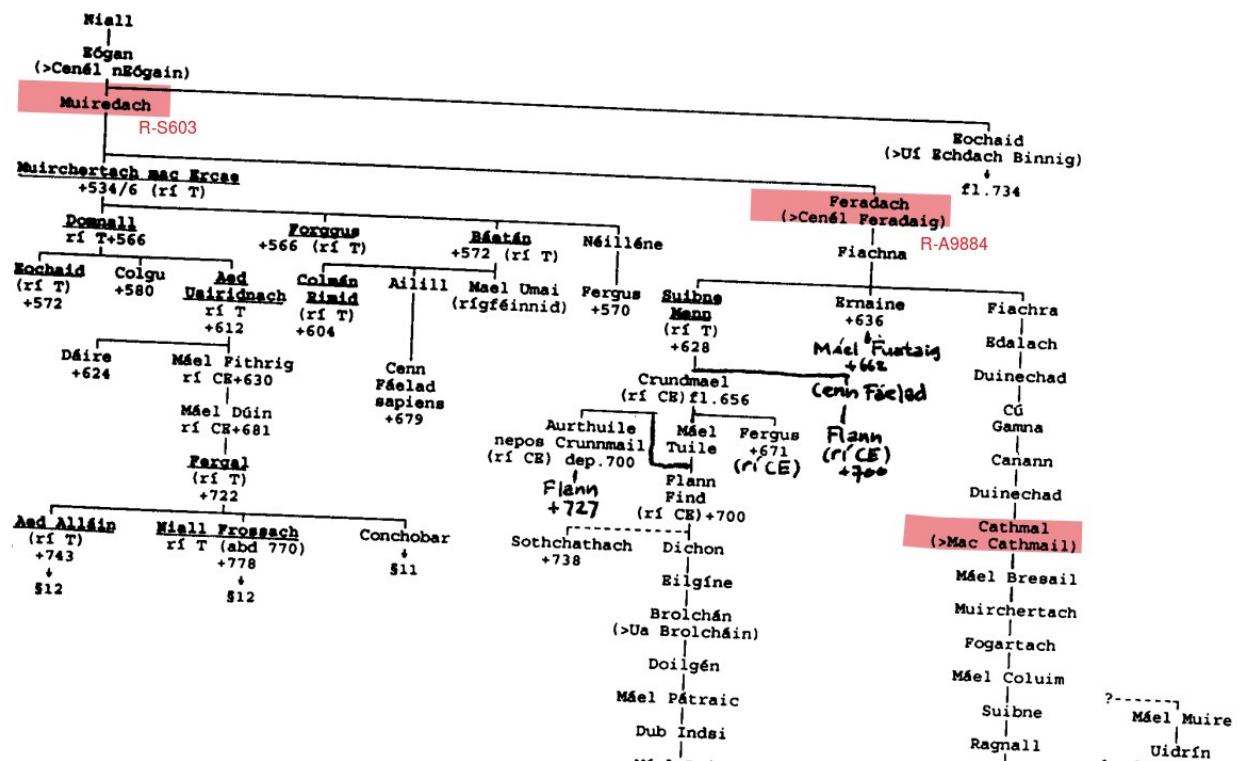 Niall
Eógan
(>Cenél nEógain)
Muiredach
R-S603
Eochaid
(>Uí Echdach Binnig)
fl.734
Muirchertach mac Ercae
+534/6 (rí T)
Feradach
(>Cenél Feradaig)
R-A9884
Domnall
rí T+566
Forggus
+566 (rí T)
Báetán
+572 (rí T)
Néilléne
Fiachna
Eochaid
(rí T)
+572
Colgu
+580
Aed
Uairidnach
rí T
+612
Colmán
Rimid
(rí T)
+604
Ailill
Mael Umai
(rígféinnid)
Fergus
+570
Suibne
Menn
(rí T)
+628
Ernaine
+636
Máel Fuataig
+662
Fiachra
Edalach
Duinechad
Cú
Gamna
Canann
Duinechad
Dáire
+624
Máel Fithrig
rí CE+630
Cenn
Fáelad
sapiens
+679
Crundmael
(rí CE) fl.656
Cenn Fáelad
Máel Dúin
rí CE+681
Aurthuile
nepos Crunnmail
(rí CE) dep.700
Máel
Tuile
Fergus
+671
(rí CE)
Flann
(rí CE)
+700
Fergal
(rí T)
+722
Flann
+727
Flann
Find
(rí CE)+700
Aed Alláin
(rí T)
+743
§12
Niall Frossach
rí T (abd 770)
+778
§12
Conchobar
§11
Sothchathach
+738
Dichon
Eilgíne
Brolchán
(>Ua Brolcháin)
Doilgén
Máel Pátraic
Dub Indsi
Cathmal
(>Mac Cathmail)
Máel Bresail
Muirchertach
Fogartach
Máel Coluim
Suibne
Ragnall
?
Máel Muire
Uidrín